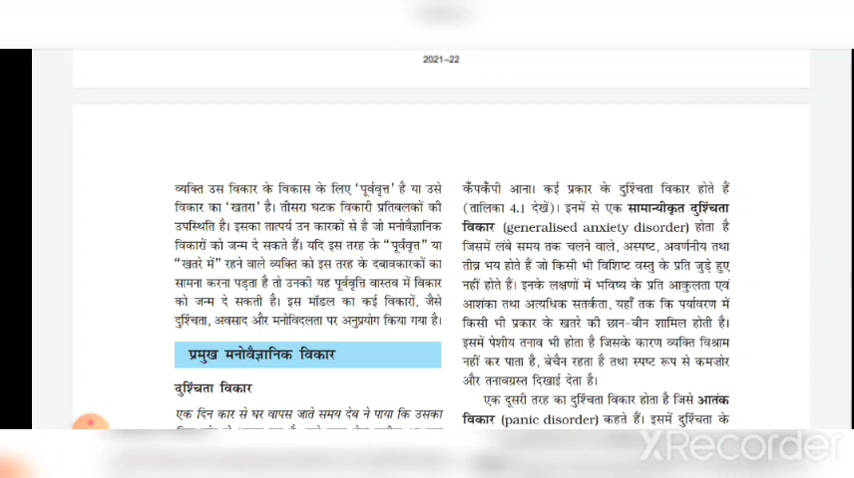 2021–22
व्यक्ति उस विकार के विकास के लिए ‘पूर्ववृत्त’ है या उसे
विकार का ‘खतरा’ है। तीसरा घटक विकारी प्रतिबलकों की
उपस्थिति है। इसका तात्पर्य उन कारकों से है जो मनोवैज्ञानिक
विकारों को जन्म दे सकते हैं। यदि इस तरह के “पूर्ववृत्त” या
“खतरे में” रहने वाले व्यक्ति को इस तरह के दबावकारकों का
सामना करना पड़ता है तो उनकी यह पूर्ववृत्ति वास्तव में विकार
को जन्म दे सकती है। इस मॉडल का कई विकारों, जैसे
दुश्चिंता, अवसाद और मनोविदलता पर अनुप्रयोग किया गया है।
प्रमुख मनोवैज्ञानिक विकार
दुश्चिंता विकार
एक दिन कार से घर वापस जाते समय देब ने पाया कि उसका
कँपकँपी आना। कई प्रकार के दुश्चिंता विकार होते हैं
(तालिका 4.1 देखें)। इनमें से एक सामान्यीकृत दुश्चिंता
विकार (generalised anxiety disorder) होता है
जिसमें लंबे समय तक चलने वाले, अस्पष्ट, अवर्णनीय तथा
तीव्र भय होते हैं जो किसी भी विशिष्ट वस्तु के प्रति जुड़े हुए
नहीं होते हैं। इनके लक्षणों में भविष्य के प्रति आकुलता एवं
आशंका तथा अत्यधिक सतर्कता, यहाँ तक कि पर्यावरण में
किसी भी प्रकार के खतरे की छान-बीन शामिल होती है।
इसमें पेशीय तनाव भी होता है जिसके कारण व्यक्ति विश्राम
नहीं कर पाता है, बेचैन रहता है तथा स्पष्ट रूप से कमजोर
और तनावग्रस्त दिखाई देता है।
एक दूसरी तरह का दुश्चिंता विकार होता है जिसे आतंक
विकार (panic disorder) कहते हैं। इसमें दुश्चिंता के
XRecorder